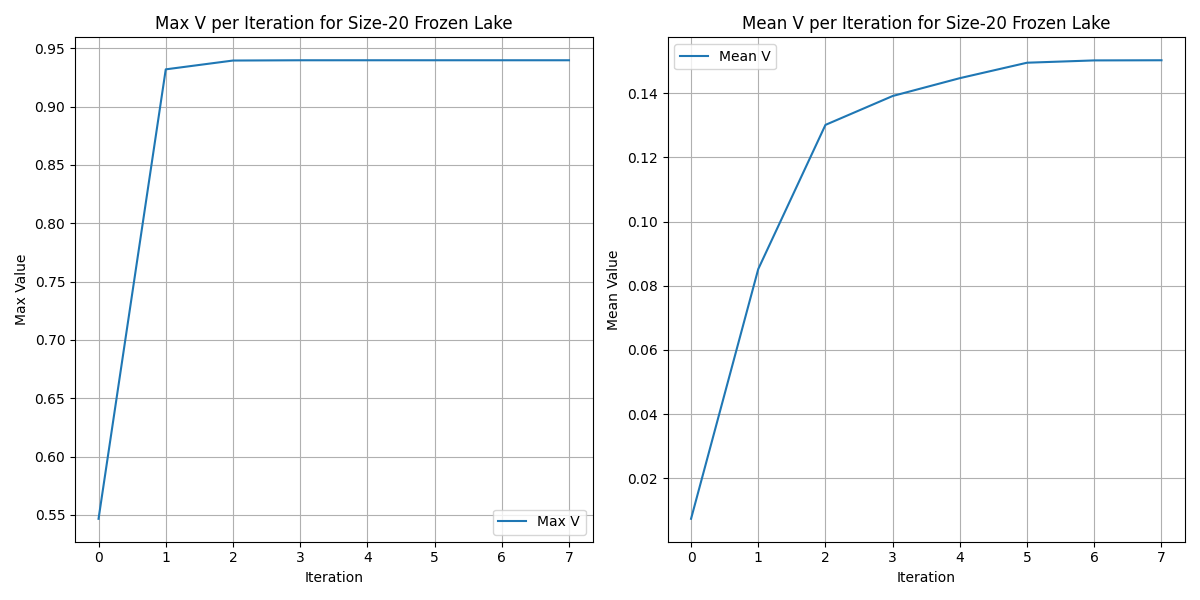 Max V per Iteration for Size-20 Frozen Lake
0.95
0.90
0.85
0.80
0.75
0.70
0.65
0.60
0.55
Max Value
Max V
0 1 2 3 4 5 6 7
Iteration
Mean V per Iteration for Size-20 Frozen Lake
Mean V
0.14
0.12
0.10
0.08
0.06
0.04
0.02
Mean Value
0 1 2 3 4 5 6 7
Iteration